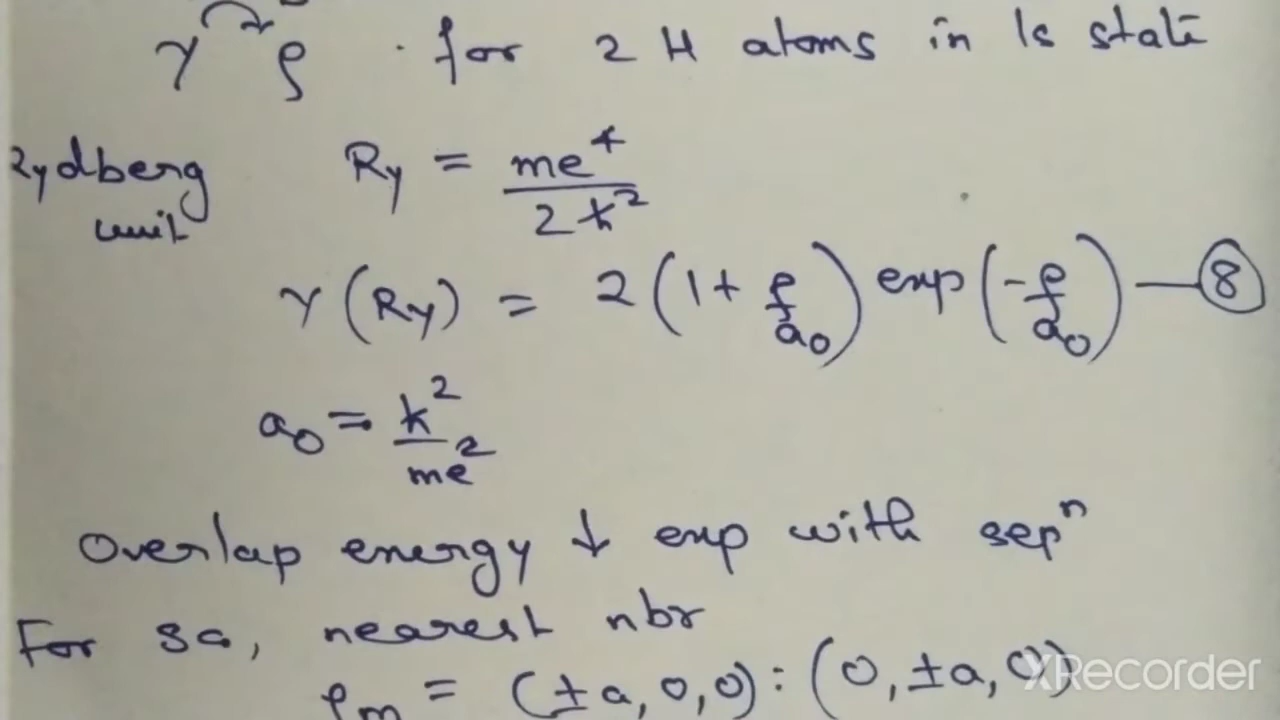 γ ρ . for 2 H atoms in 1s state
Rydberg unit Ry = me⁴ / 2ħ²
γ (Ry) = 2 (1 + ρ/a₀) exp (-ρ/a₀) — 8
a₀ = ħ² / me²
Overlap energy ↓ exp with sepⁿ
For sc, nearest nbr
ρm = (±a, 0, 0) : (0, ±a, 0)
XRecorder